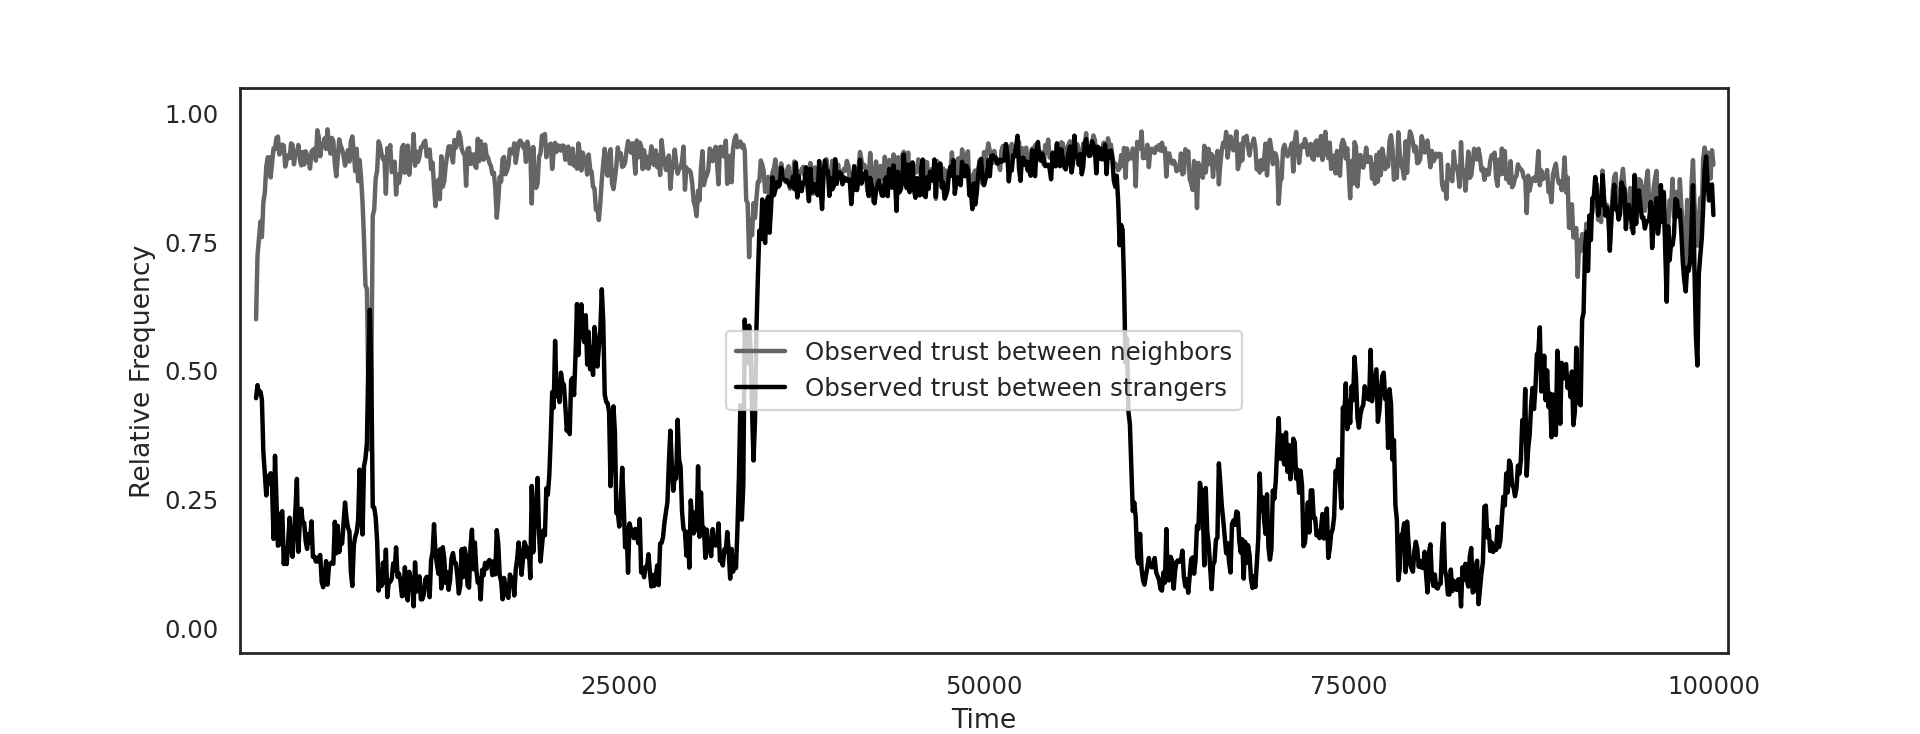 1.00
0.75
0.50
0.25
0.00
Relative Frequency
Observed trust between neighbors
Observed trust between strangers
25000
50000
75000
100000
Time